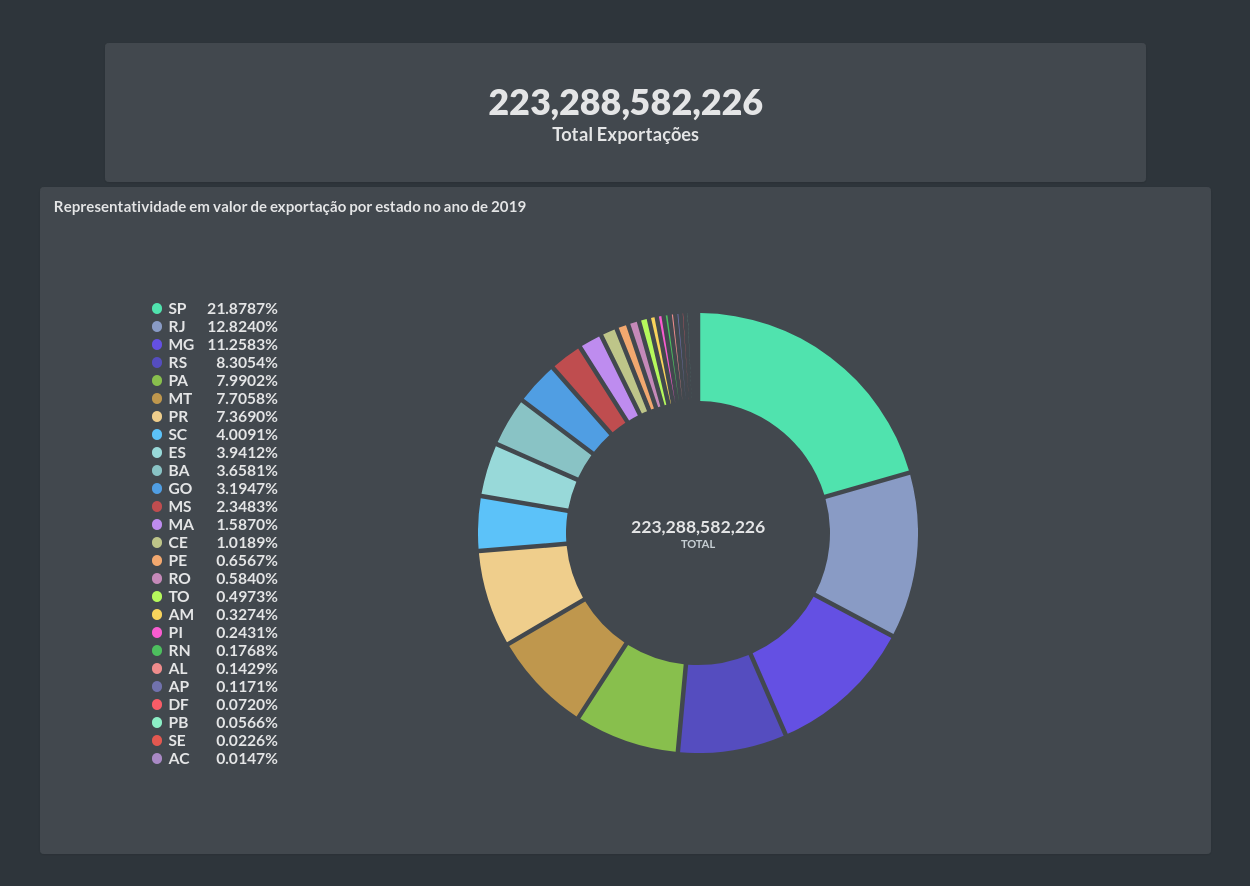 223,288,582,226
Total Exportações
Representatividade em valor de exportação por estado no ano de 2019
SP 21.8787%
RJ 12.8240%
MG 11.2583%
RS 8.3054%
PA 7.9902%
MT 7.7058%
PR 7.3690%
SC 4.0091%
ES 3.9412%
BA 3.6581%
GO 3.1947%
MS 2.3483%
MA 1.5870%
CE 1.0189%
PE 0.6567%
RO 0.5840%
TO 0.4973%
AM 0.3274%
PI 0.2431%
RN 0.1768%
AL 0.1429%
AP 0.1171%
DF 0.0720%
PB 0.0566%
SE 0.0226%
AC 0.0147%
223,288,582,226
TOTAL